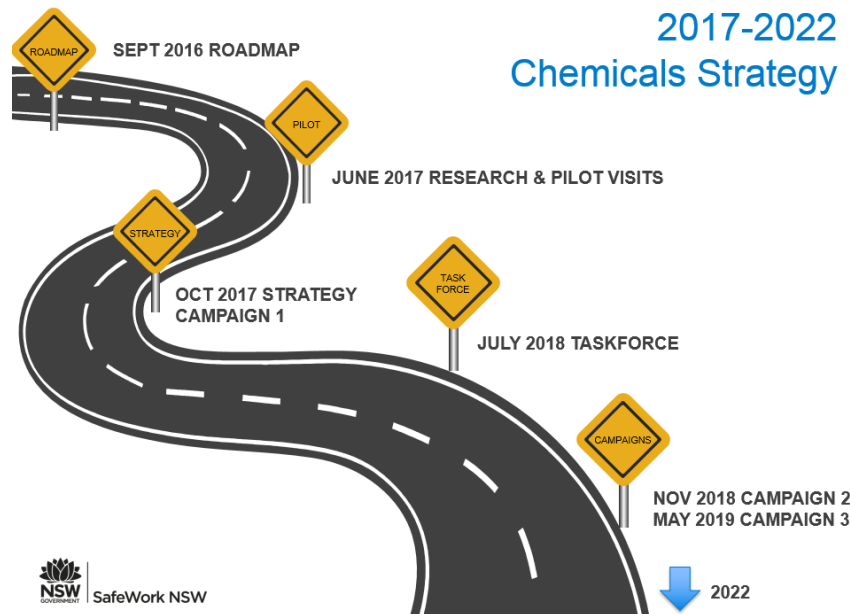 2017-2022
Chemicals Strategy
ROADMAP
SEPT 2016 ROADMAP
PILOT
JUNE 2017 RESEARCH & PILOT VISITS
STRATEGY
OCT 2017 STRATEGY
CAMPAIGN 1
TASK
FORCE
JULY 2018 TASKFORCE
CAMPAIGNS
NOV 2018 CAMPAIGN 2
MAY 2019 CAMPAIGN 3
2022
NSW
GOVERNMENT
SafeWork NSW